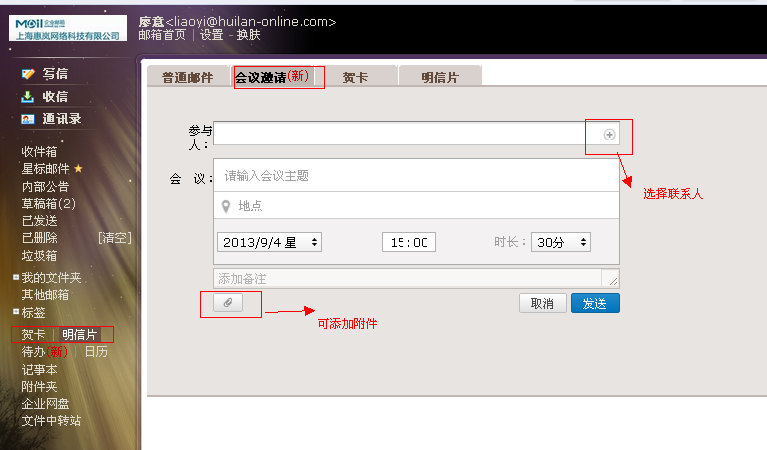 Mail 企业邮箱
上海惠岚网络科技有限公司
廖意<liaoyi@huilan-online.com>
邮箱首页 | 设置 - 换肤
写信
收信
通讯录
收件箱
星标邮件
内部公告
草稿箱(2)
已发送
已删除 [清空]
垃圾箱
我的文件夹
其他邮箱
标签
贺卡 | 明信片
待办(新) | 日历
记事本
附件夹
企业网盘
文件中转站
普通邮件 会议邀请(新) 贺卡 明信片
参与
人：
选择联系人
会 议： 请输入会议主题
地点
2013/9/4 星 15:00 时长： 30分
添加备注
取消 发送
可添加附件